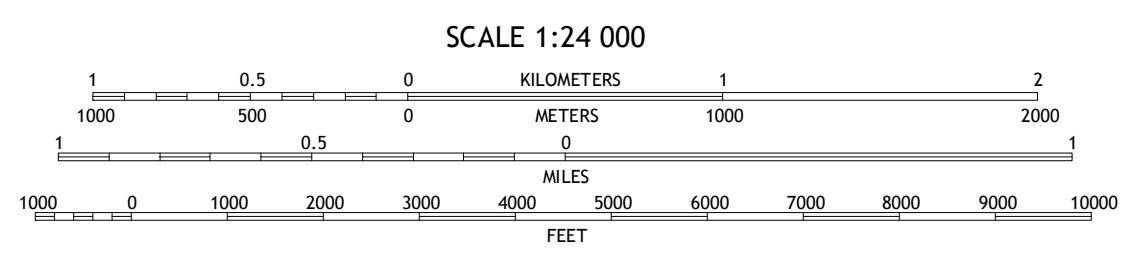 SCALE 1:24 000
1 0.5 0 KILOMETERS 1 2
1000 500 0 METERS 1000 2000
1 0.5 0 1
MILES
1000 0 1000 2000 3000 4000 5000 6000 7000 8000 9000 10000
FEET